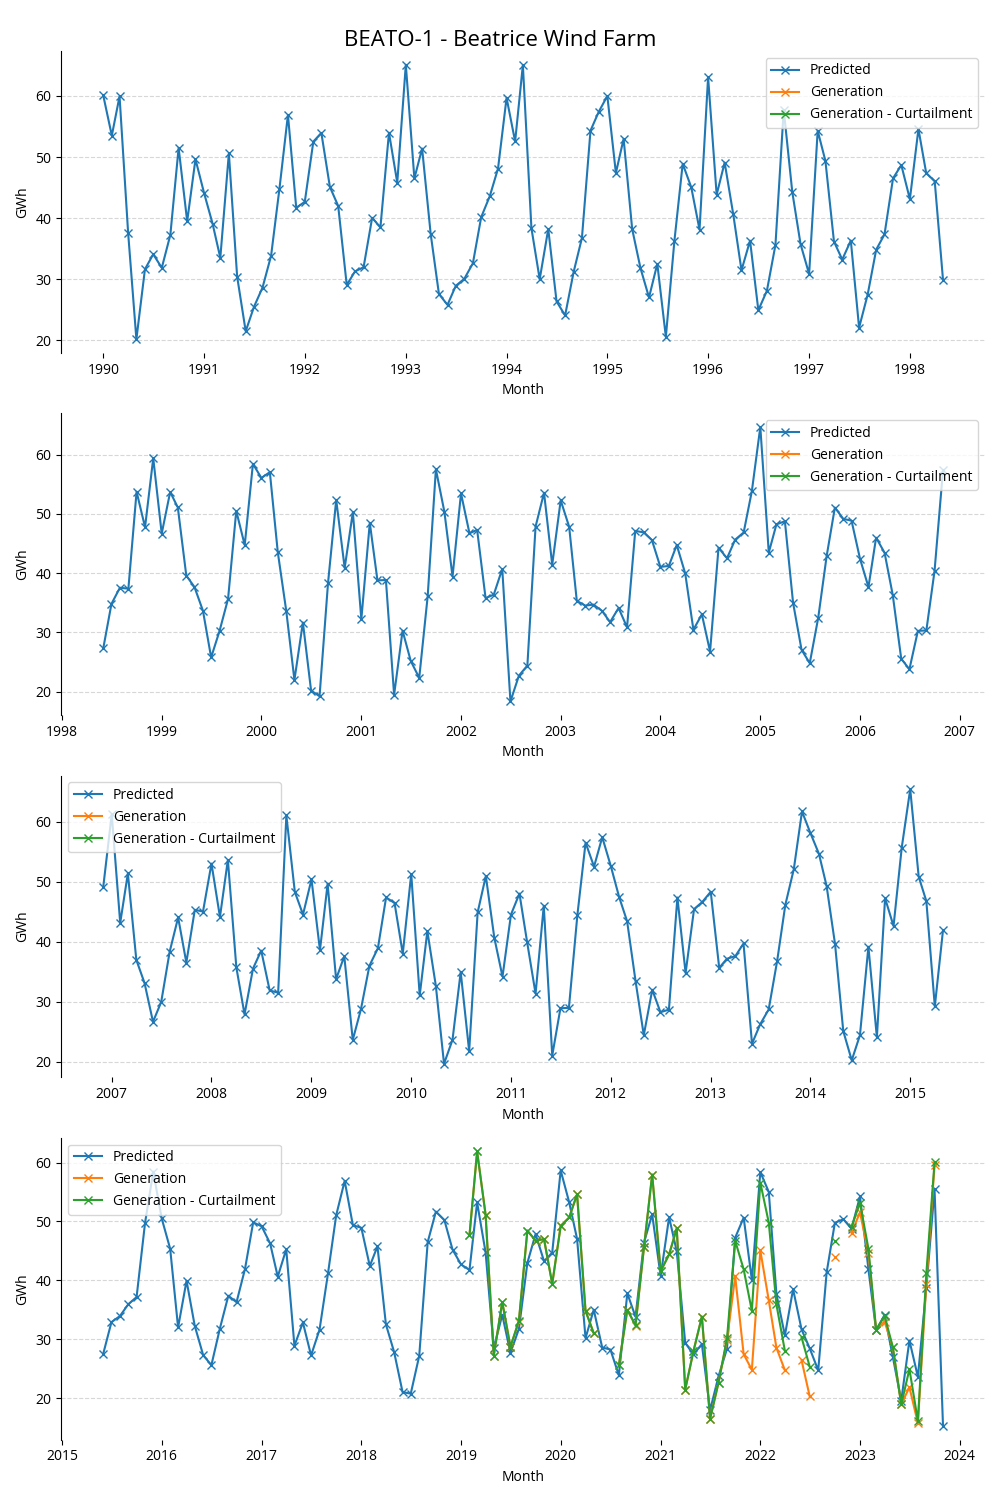 BEATO-1 - Beatrice Wind Farm
Predicted
Generation
Generation - Curtailment
60
50
40
30
20
GWh
1990 1991 1992 1993 1994 1995 1996 1997 1998
Month
Predicted
Generation
Generation - Curtailment
60
50
40
30
20
GWh
1998 1999 2000 2001 2002 2003 2004 2005 2006 2007
Month
Predicted
Generation
Generation - Curtailment
60
50
40
30
20
GWh
2007 2008 2009 2010 2011 2012 2013 2014 2015
Month
Predicted
Generation
Generation - Curtailment
60
50
40
30
20
GWh
2015 2016 2017 2018 2019 2020 2021 2022 2023 2024
Month